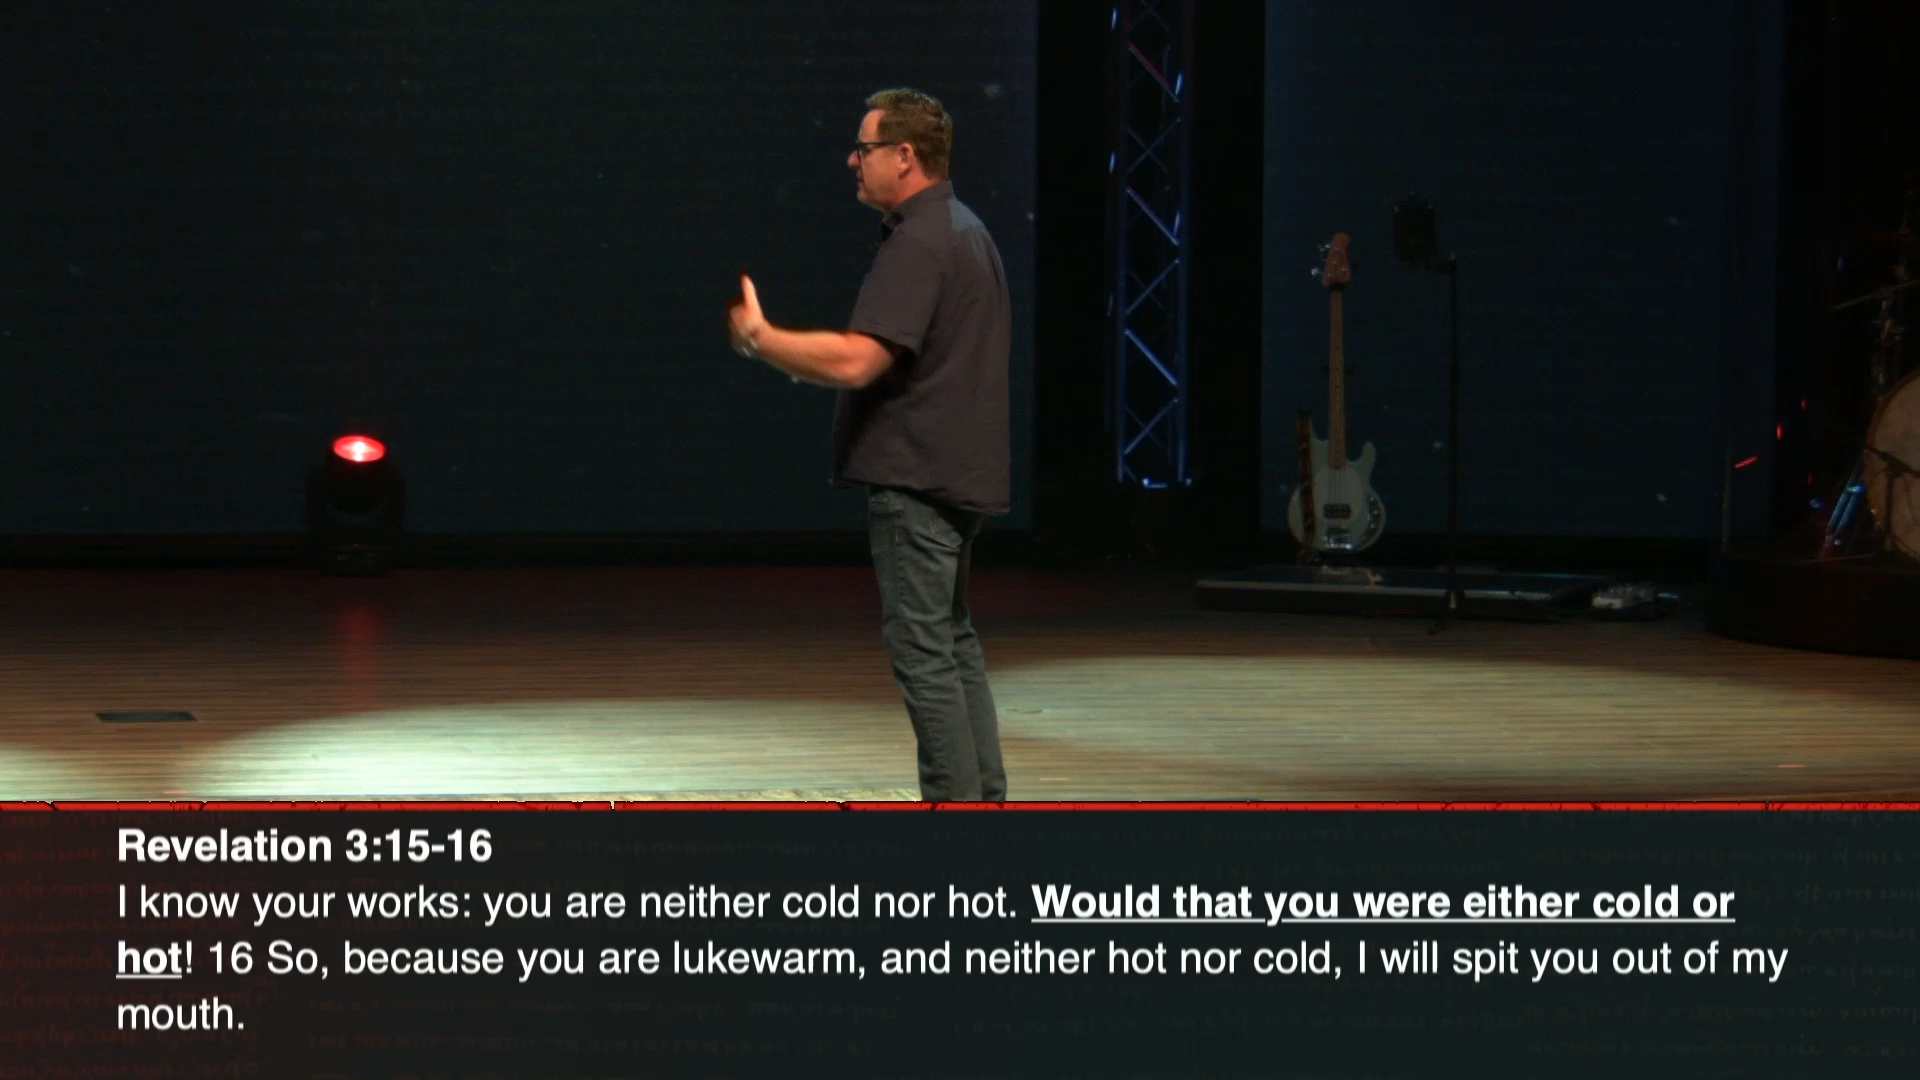 Revelation 3:15-16
I know your works: you are neither cold nor hot. Would that you were either cold or
hot! 16 So, because you are lukewarm, and neither hot nor cold, I will spit you out of my
mouth.